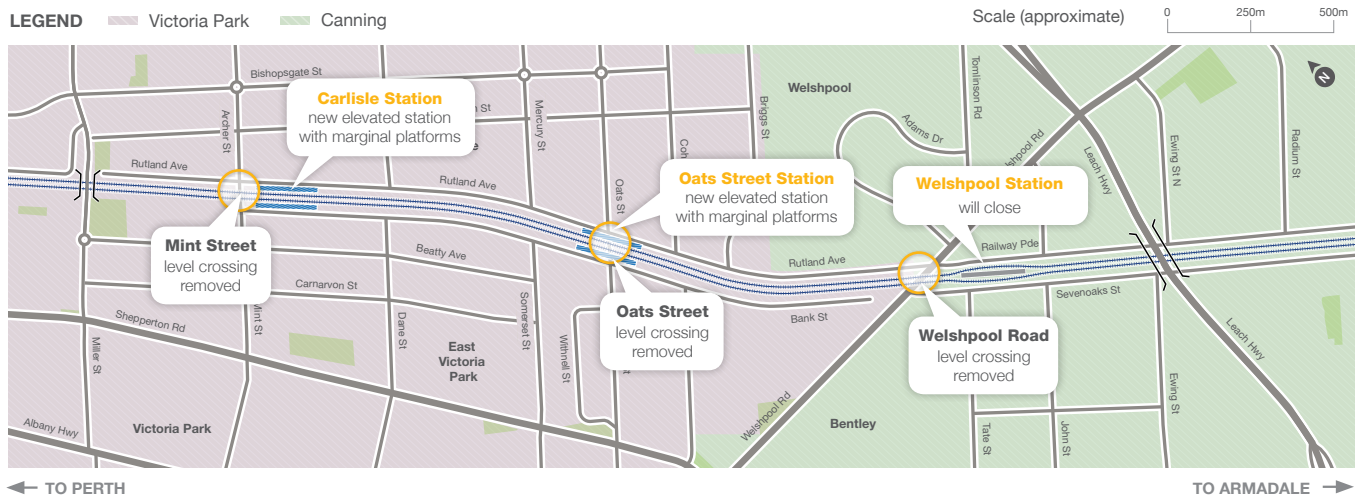 LEGEND
Victoria Park
Canning
Scale (approximate)
0
250m
500m
N
Bishopsgate St
Archer St
Carlisle Station
new elevated station
with marginal platforms
St
Mercury St
Briggs St
Welshpool
Adams Dr
Tomlinson Rd
Welshpool Rd
Leach Hwy
Ewing St N
Radium St
Rutland Ave
Rutland Ave
Oats St
Oats Street Station
new elevated station
with marginal platforms
Welshpool Station
will close
Mint Street
level crossing
removed
Beatty Ave
Carnarvon St
Mint St
Dane St
Somerset St
Withnell St
Oats Street
level crossing
removed
St
Rutland Ave
Railway Pde
Bank St
Sevenoaks St
Welshpool Road
level crossing
removed
Leach Hwy
Shepperton Rd
Miller St
East
Victoria
Park
Albany Hwy
Victoria Park
Welshpool Rd
Bentley
Tate St
John St
Ewing St
TO PERTH
TO ARMADALE